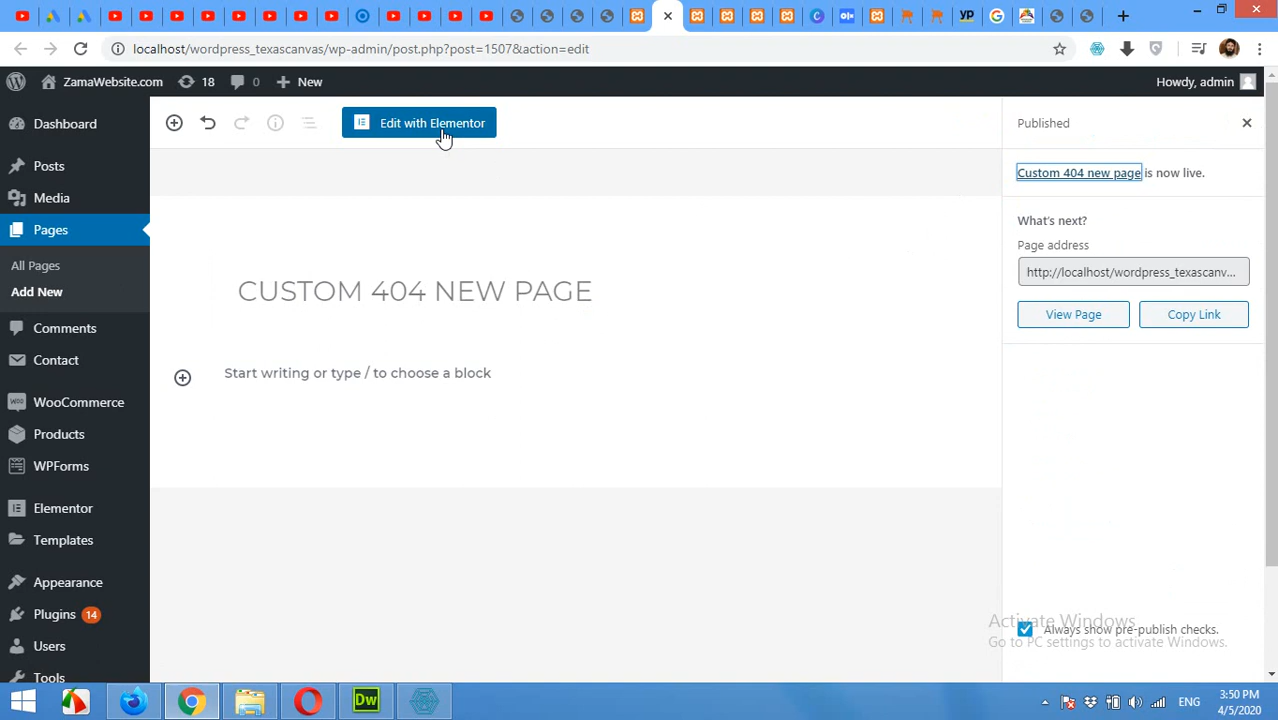 localhost/wordpress_texascanvas/wp-admin/post.php?post=1507&action=edit
ZamaWebsite.com
18
0
New
Howdy, admin
Dashboard
Posts
Media
Pages
All Pages
Add New
Comments
Contact
WooCommerce
Products
WPForms
Elementor
Templates
Appearance
Plugins 14
Users
Tools
Edit with Elementor
CUSTOM 404 NEW PAGE
Start writing or type / to choose a block
Published
Custom 404 new page is now live.
What's next?
Page address
http://localhost/wordpress_texascanv...
View Page
Copy Link
Always show pre-publish checks.
Activate Windows
Go to PC settings to activate Windows.
Dw
ENG
3:50 PM
4/5/2020